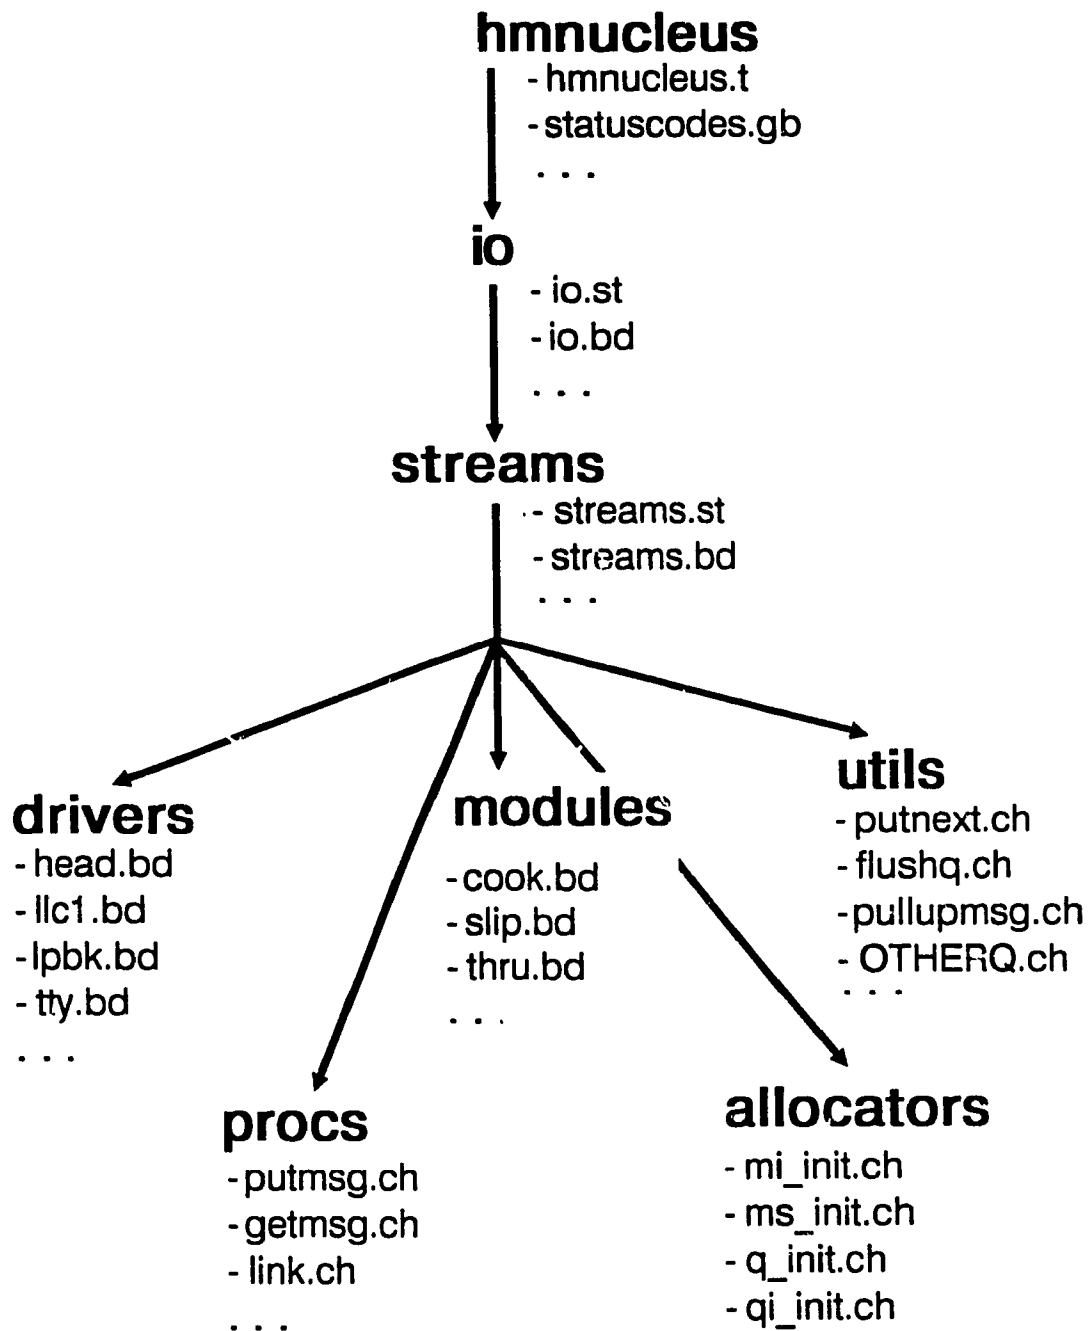 hmnucleus
- hmnucleus.t
- statuscodes.gb
. . .
io
- io.st
- io.bd
. . .
streams
- streams.st
- streams.bd
. . .
drivers
- head.bd
- llc1.bd
- lpbk.bd
- tty.bd
. . .
modules
- cook.bd
- slip.bd
- thru.bd
. . .
utils
- putnext.ch
- flushq.ch
- pullupmsg.ch
- OTHERQ.ch
. . .
procs
- putmsg.ch
- getmsg.ch
- link.ch
. . .
allocators
- mi_init.ch
- ms_init.ch
- q_init.ch
- qi_init.ch